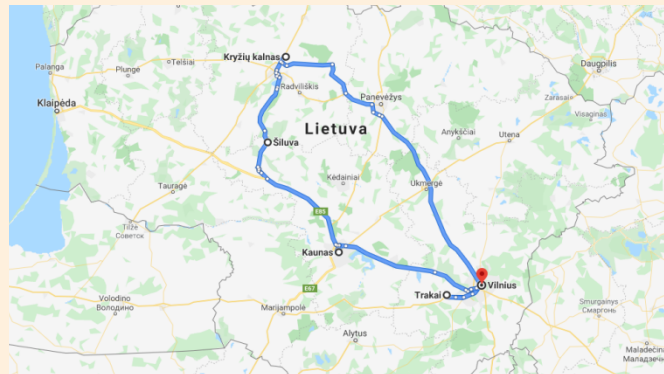 Kryžių kalnas
Telšiai
Palanga
Plungė
Daugpilis
Radviliškis
Panevėžys
Zarasai
Klaipėda
Visaginas
Lietuva
Anykščiai
Utena
Šiluva
Kėdainiai
Tauragė
Ukmergė
Tilžė
Советск
E85
Kaunas
Vilnius
E67
Trakai
Volodino
Володино
Marijampolė
Smurgainys
Смаргонь
Alytus
Maladečina
Маладзечна